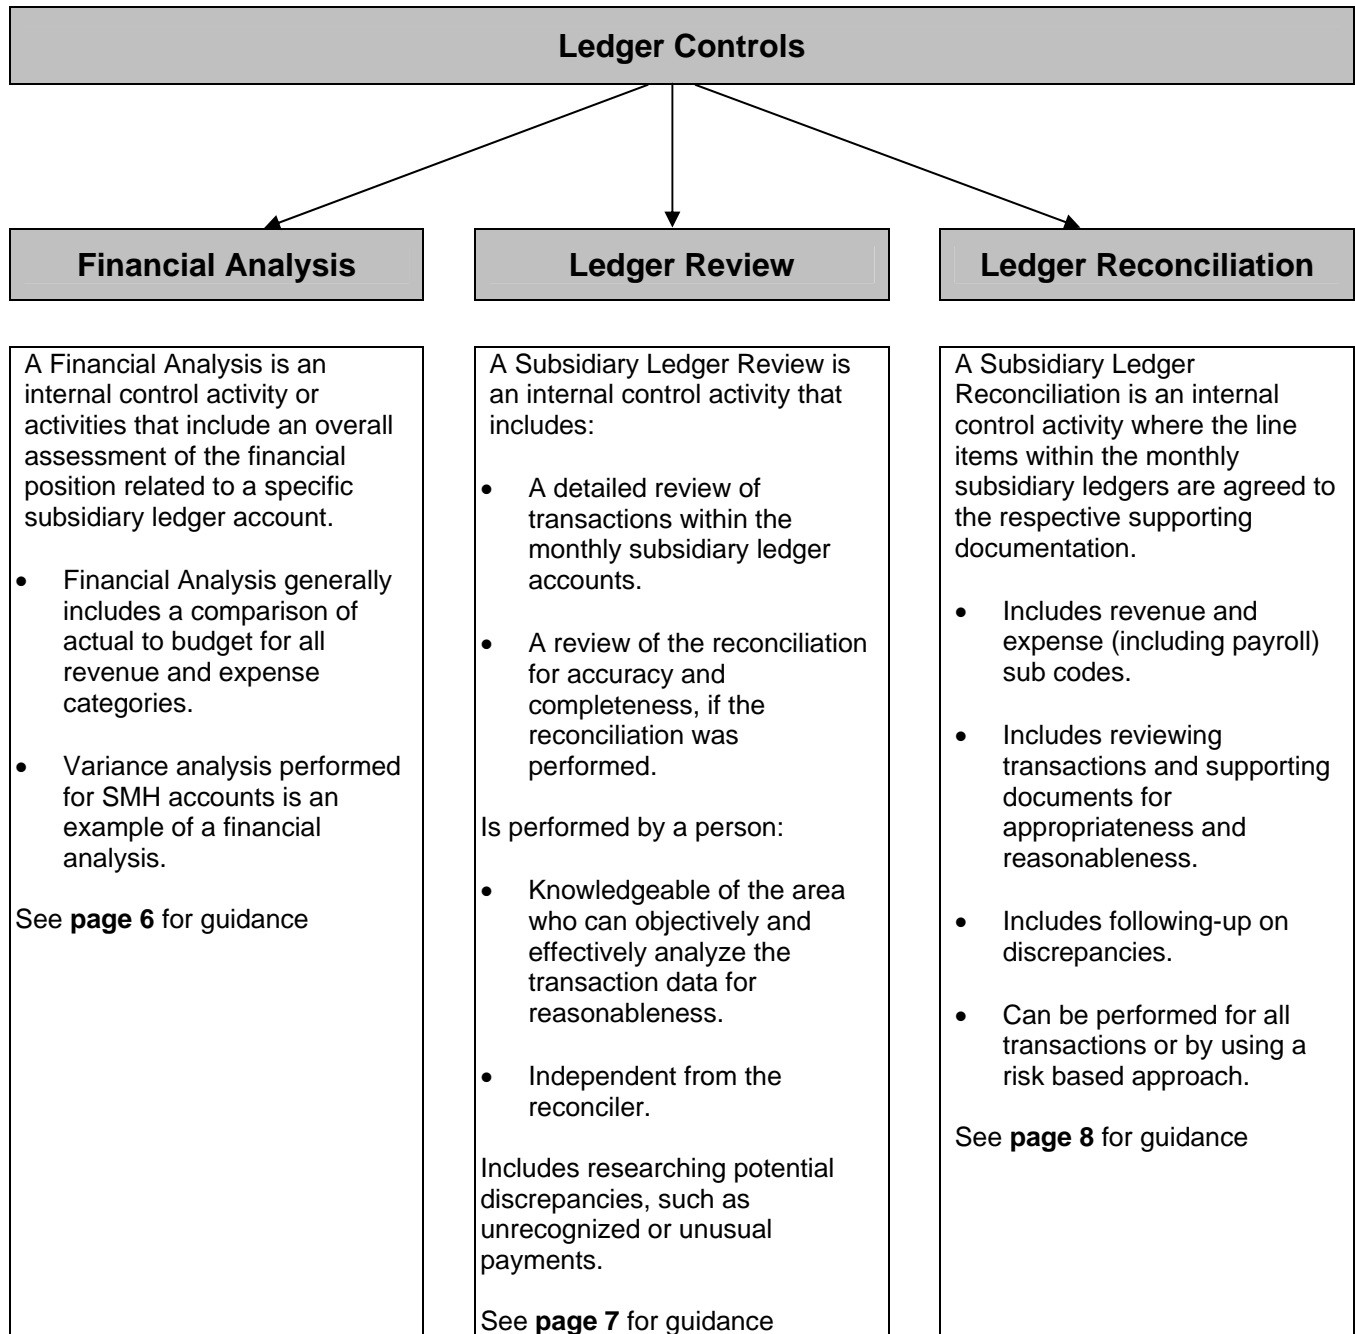 Ledger Controls
Financial Analysis
A Financial Analysis is an
internal control activity or
activities that include an overall
assessment of the financial
position related to a specific
subsidiary ledger account.
• Financial Analysis generally
includes a comparison of
actual to budget for all
revenue and expense
categories.
• Variance analysis performed
for SMH accounts is an
example of a financial
analysis.
See page 6 for guidance
Ledger Review
A Subsidiary Ledger Review is
an internal control activity that
includes:
• A detailed review of
transactions within the
monthly subsidiary ledger
accounts.
• A review of the reconciliation
for accuracy and
completeness, if the
reconciliation was
performed.
Is performed by a person:
• Knowledgeable of the area
who can objectively and
effectively analyze the
transaction data for
reasonableness.
• Independent from the
reconciler.
Includes researching potential
discrepancies, such as
unrecognized or unusual
payments.
See page 7 for guidance
Ledger Reconciliation
A Subsidiary Ledger
Reconciliation is an internal
control activity where the line
items within the monthly
subsidiary ledgers are agreed to
the respective supporting
documentation.
• Includes revenue and
expense (including payroll)
sub codes.
• Includes reviewing
transactions and supporting
documents for
appropriateness and
reasonableness.
• Includes following-up on
discrepancies.
• Can be performed for all
transactions or by using a
risk based approach.
See page 8 for guidance